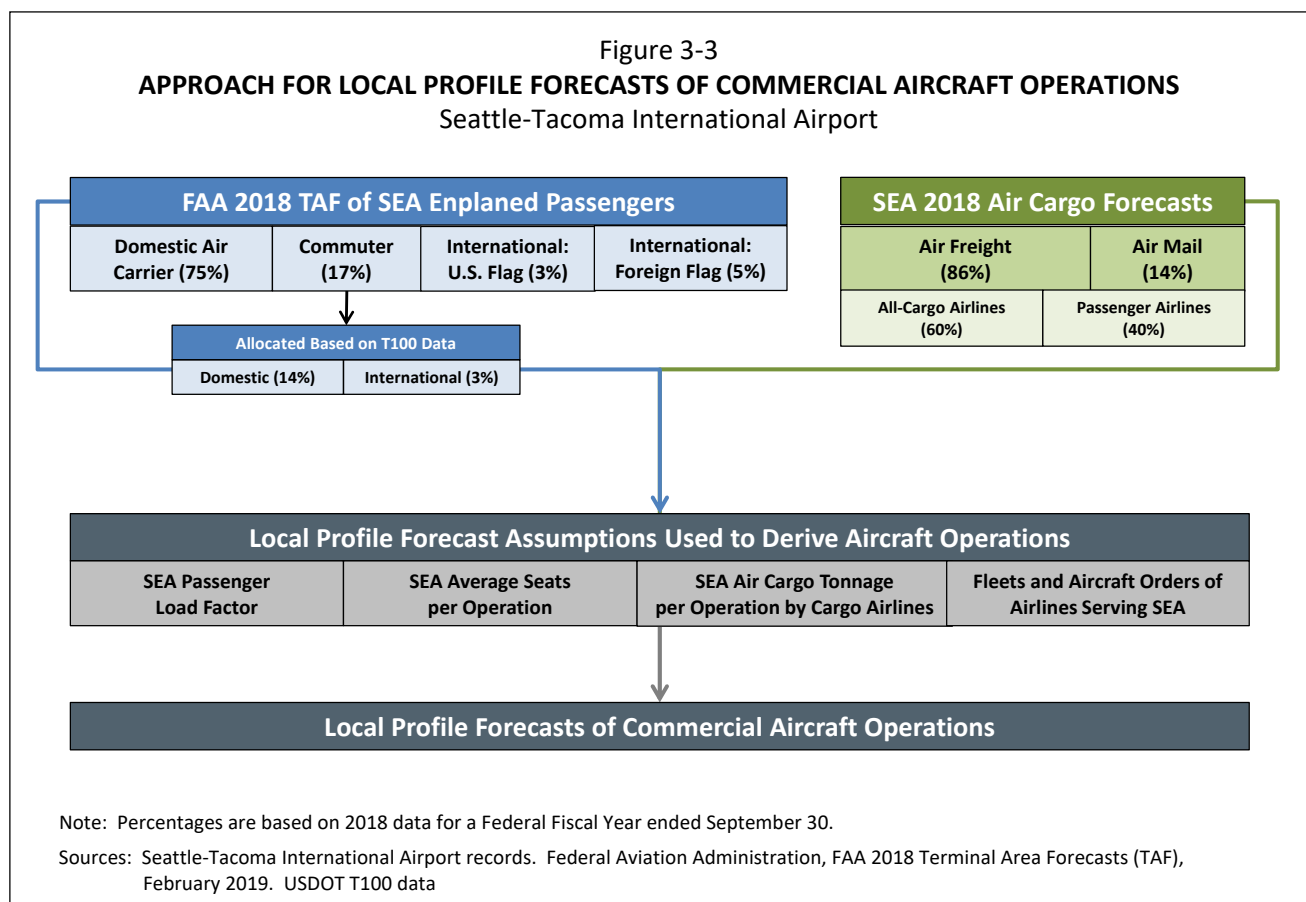 Figure 3-3
APPROACH FOR LOCAL PROFILE FORECASTS OF COMMERCIAL AIRCRAFT OPERATIONS
Seattle-Tacoma International Airport
FAA 2018 TAF of SEA Enplaned Passengers
Domestic Air
Carrier (75%)
Commuter
(17%)
International:
U.S. Flag (3%)
International:
Foreign Flag (5%)
Allocated Based on T100 Data
Domestic (14%)
International (3%)
SEA 2018 Air Cargo Forecasts
Air Freight
(86%)
Air Mail
(14%)
All-Cargo Airlines
(60%)
Passenger Airlines
(40%)
Local Profile Forecast Assumptions Used to Derive Aircraft Operations
SEA Passenger
Load Factor
SEA Average Seats
per Operation
SEA Air Cargo Tonnage
per Operation by Cargo Airlines
Fleets and Aircraft Orders of
Airlines Serving SEA
Local Profile Forecasts of Commercial Aircraft Operations
Note:  Percentages are based on 2018 data for a Federal Fiscal Year ended September 30.
Sources:  Seattle-Tacoma International Airport records.  Federal Aviation Administration, FAA 2018 Terminal Area Forecasts (TAF),
February 2019.  USDOT T100 data